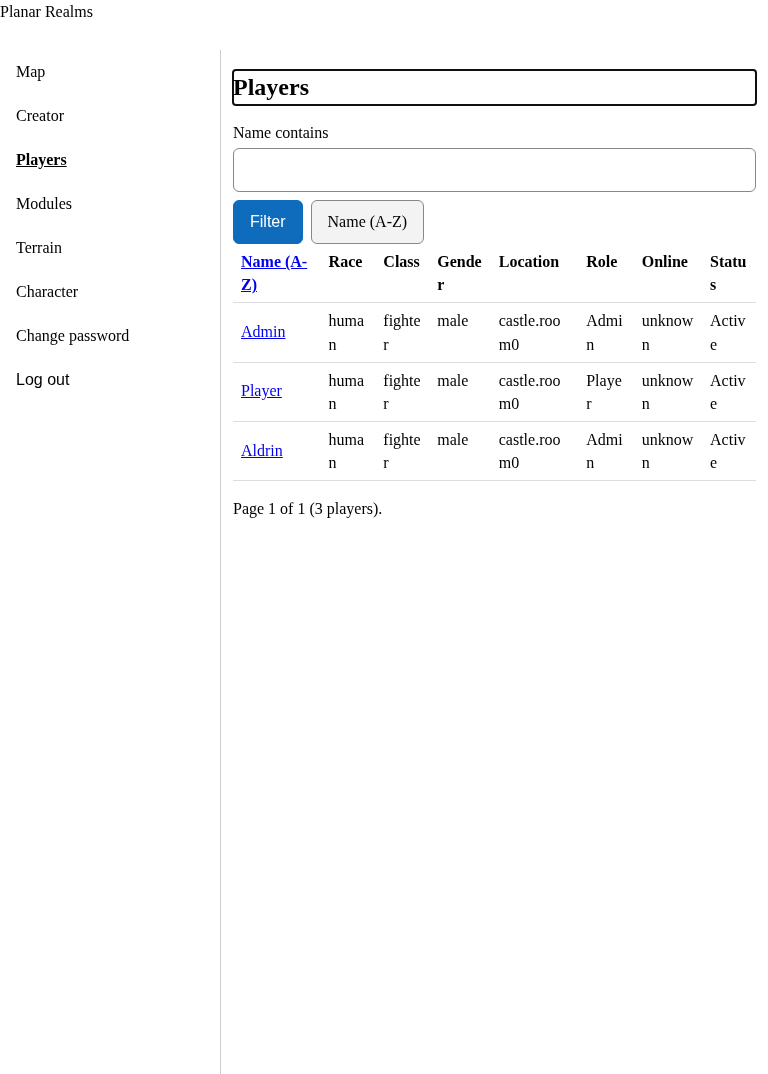 Planar Realms
Map
Creator
Players
Modules
Terrain
Character
Change password
Log out
Players
Name contains
Filter Name (A-Z)
Name (A- Race Class Gende Location Role Online Statu
Z) r s
Admin huma fighte male castle.roo Admi unknow Activ
n r m0 n n e
Player huma fighte male castle.roo Playe unknow Activ
n r m0 r n e
Aldrin huma fighte male castle.roo Admi unknow Activ
n r m0 n n e
Page 1 of 1 (3 players).